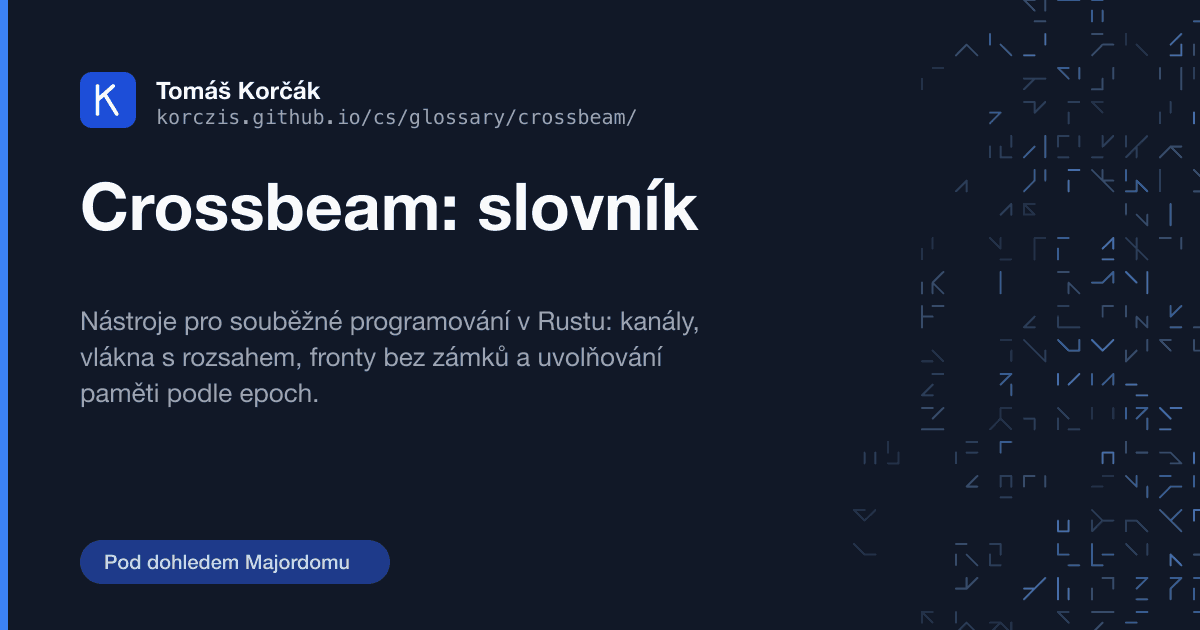 Tomáš Korčák
korczis.github.io/cs/glossary/crossbeam/
Crossbeam: slovník
Nástroje pro souběžné programování v Rustu: kanály,
vlákna s rozsahem, fronty bez zámků a uvolňování
paměti podle epoch.
Pod dohledem Majordomu